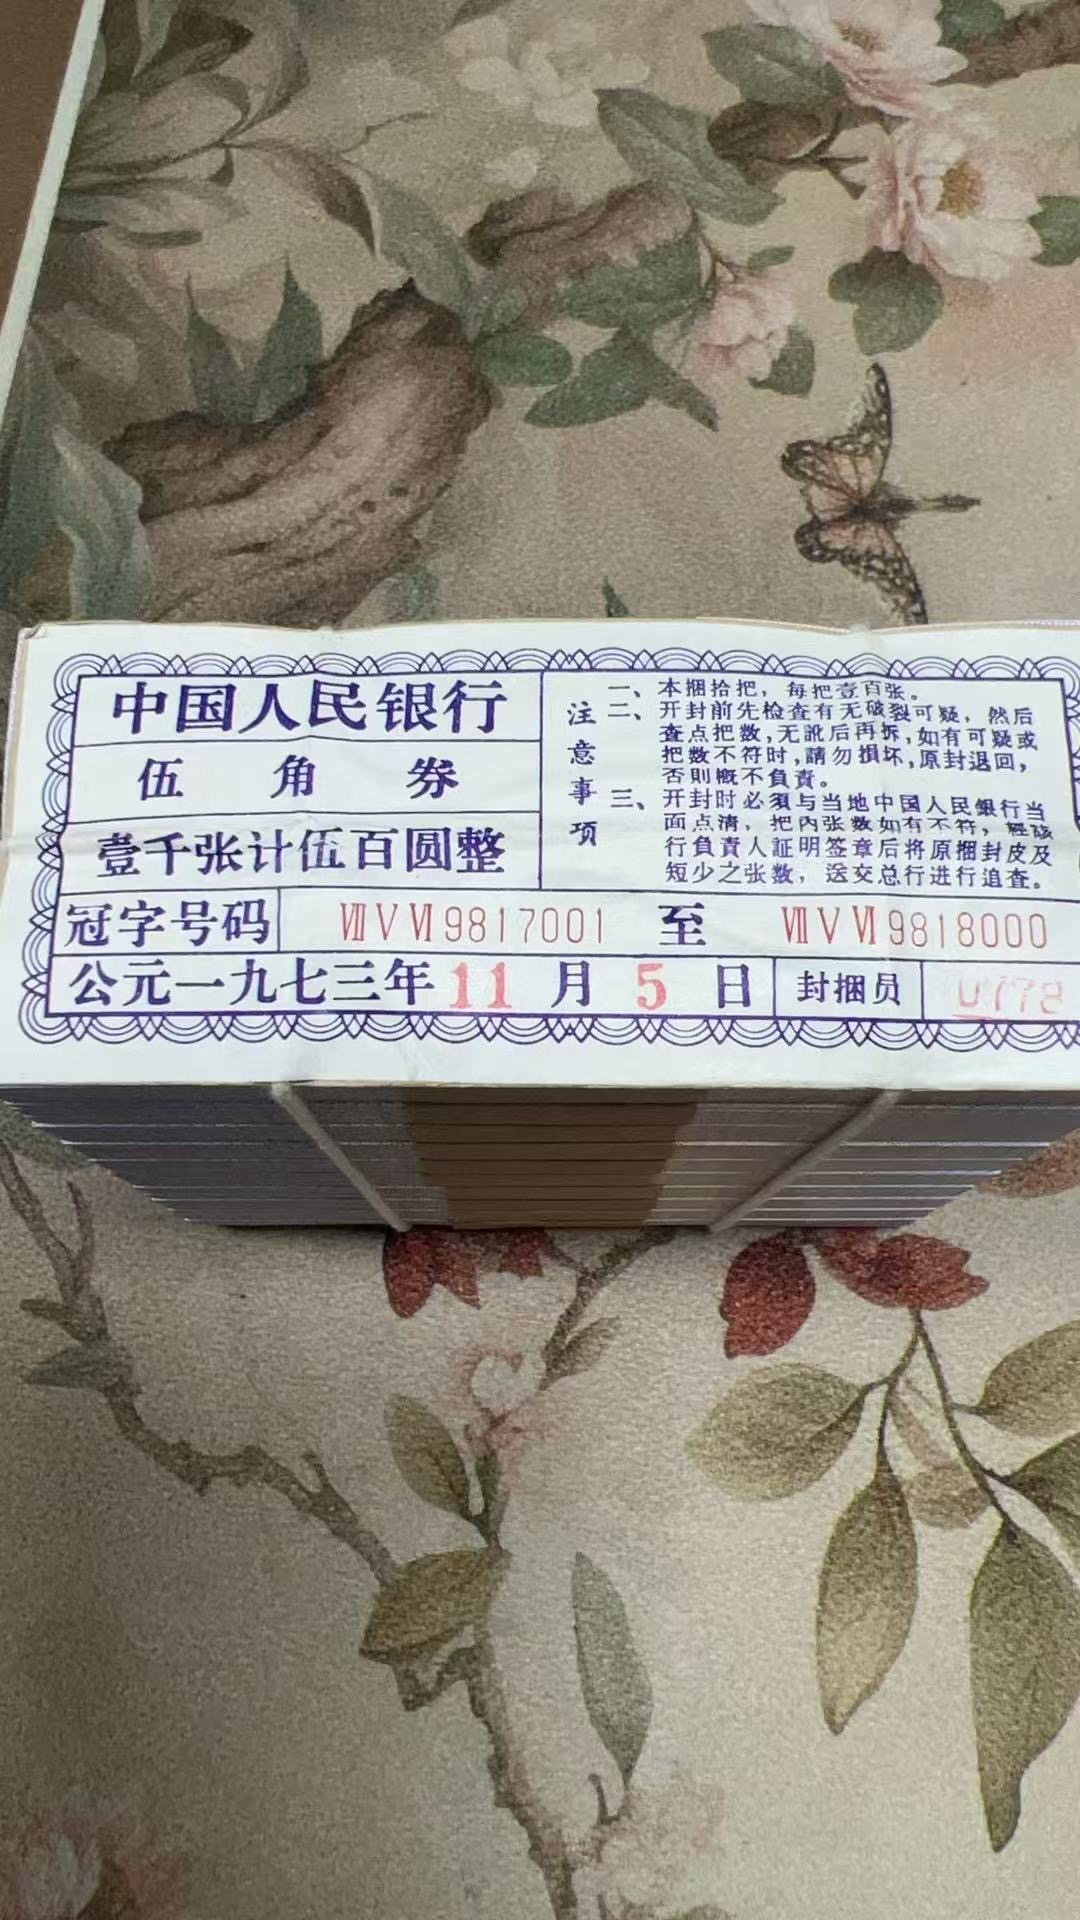 中国人民银行
伍角券
壹千张计伍百圆整
注意事项
一、本捆拾把，每把壹百张。
二、开封前先检查有无破裂可疑，然后
查点把数，无訛后再拆，如有可疑或
把数不符时，請勿損坏，原封退回，
否則概不負責。
三、开封时必須与当地中国人民銀行当
面点清，把內张数如有不符，經該
行負責人証明签章后将原捆封皮及
短少之张数，送交总行进行追查。
冠字号码 ⅦⅤⅥ9817001 至 ⅦⅤⅥ9818000
公元一九七三年11月5日 封捆员 0778